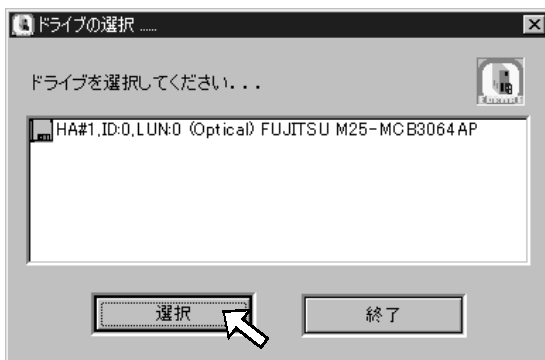 ドライブの選択 .....
ドライブを選択してください...
HA#1,ID:0,LUN:0 (Optical) FUJITSU M25-MCB3064AP
選択
終了